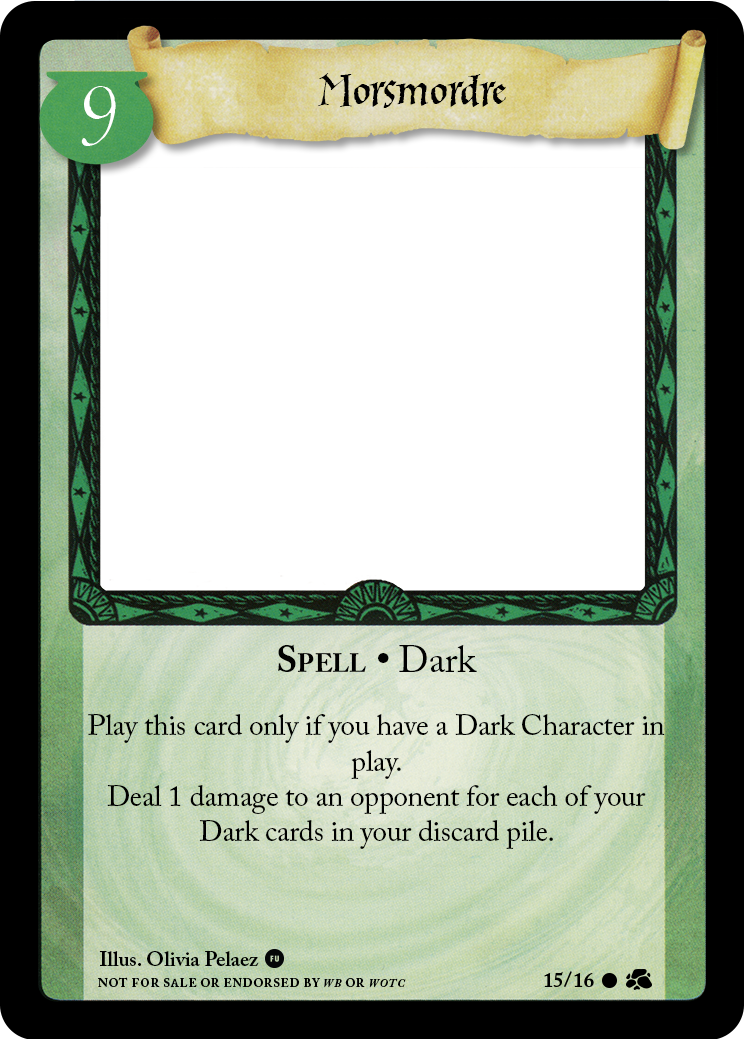 9
Morsmordre
Spell • Dark
Play this card only if you have a Dark Character in
play.
Deal 1 damage to an opponent for each of your
Dark cards in your discard pile.
Illus. Olivia Pelaez FU
NOT FOR SALE OR ENDORSED BY WB OR WOTC
15/16